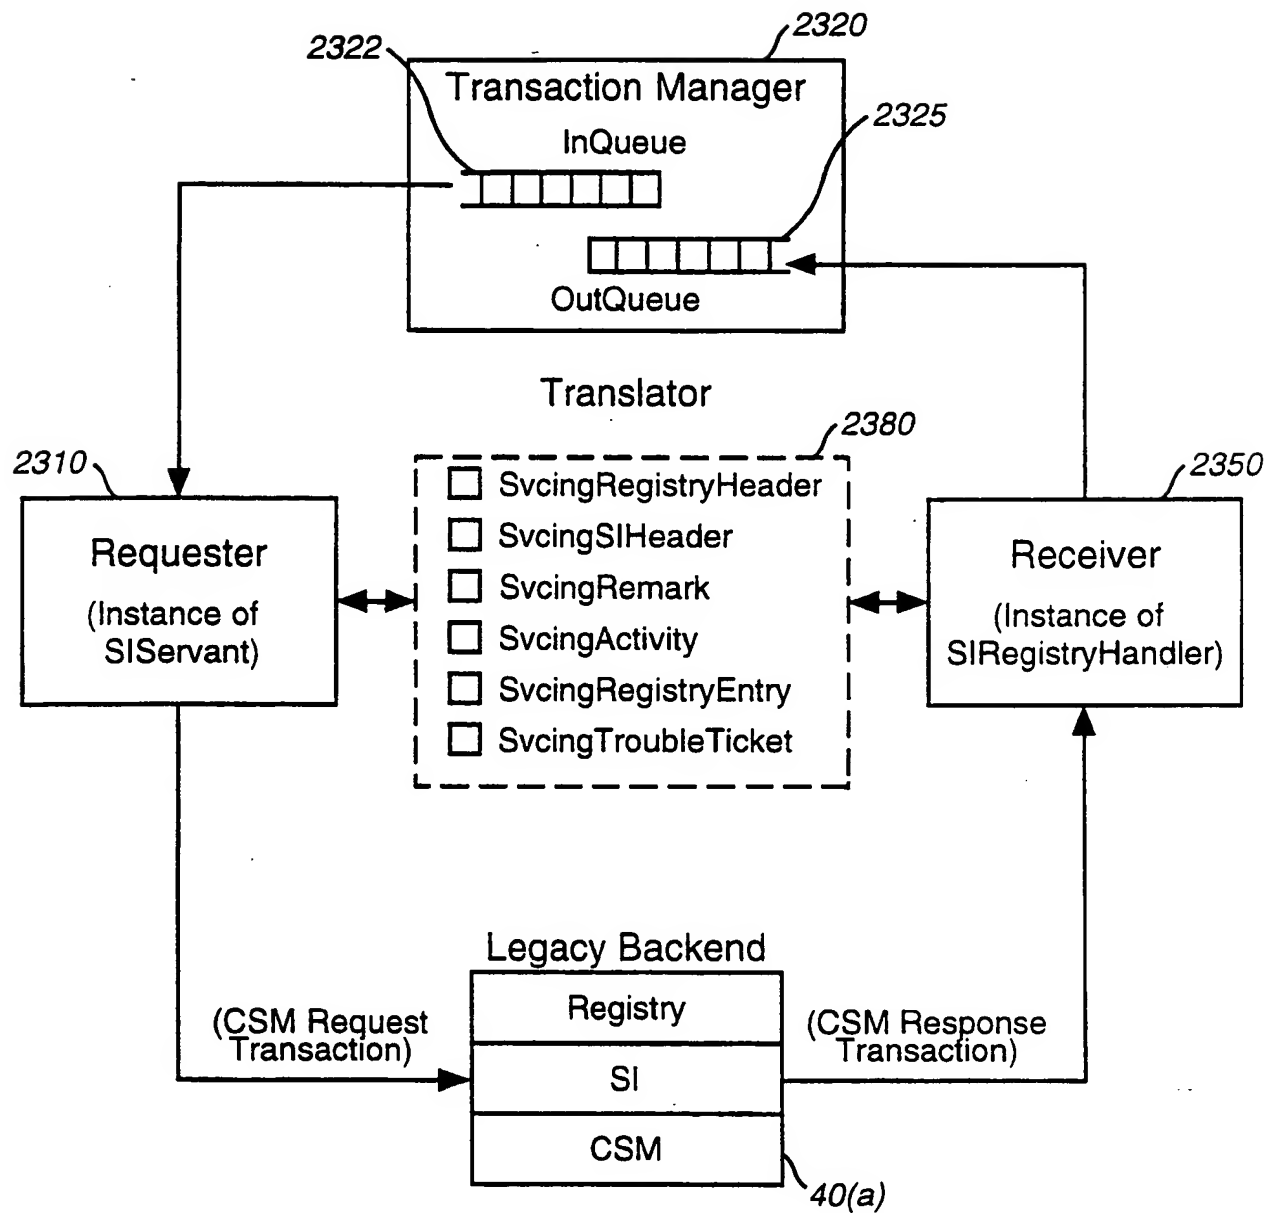 2320
2322
Transaction Manager
2325
InQueue
OutQueue
Translator
2380
2310
2350
SvcingRegistryHeader
SvcingSIHeader
SvcingRemark
SvcingActivity
SvcingRegistryEntry
SvcingTroubleTicket
Requester
(Instance of
SIServant)
Receiver
(Instance of
SIRegistryHandler)
Legacy Backend
Registry
SI
CSM
(CSM Request
Transaction)
(CSM Response
Transaction)
40(a)